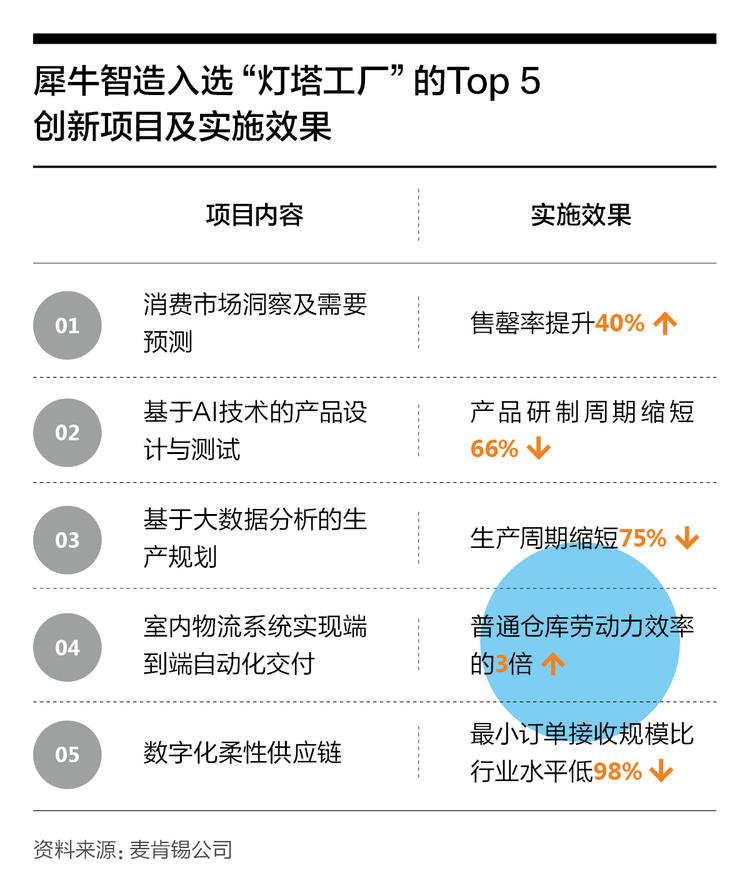 犀牛智造入选“灯塔工厂”的Top 5
创新项目及实施效果
项目内容
实施效果
01
消费市场洞察及需要
预测
售罄率提升40% ↑
02
基于AI技术的产品设
计与测试
产品研制周期缩短
66% ↓
03
基于大数据分析的生
产规划
生产周期缩短75% ↓
04
室内物流系统实现端
到端自动化交付
普通仓库劳动力效率
的3倍 ↑
05
数字化柔性供应链
最小订单接收规模比
行业水平低98% ↓
资料来源：麦肯锡公司